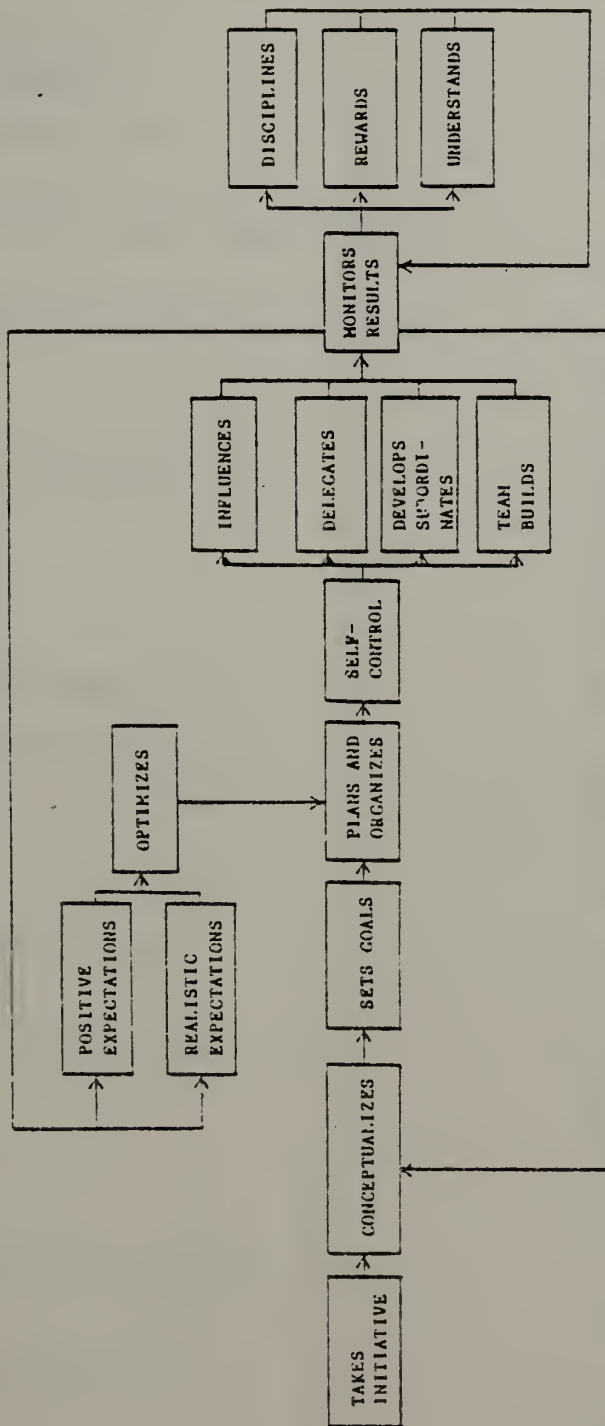 TAKES
INITIATIVE
CONCEPTUALIZES
SETS GOALS
POSITIVE
EXPECTATIONS
REALISTIC
EXPECTATIONS
OPTIMIZES
PLANS AND
ORGANIZES
SELF-
CONTROL
INFLUENCES
DELEGATES
DEVELOPS
SUBORDI-
NATES
TEAM
BUILDS
MONITORS
RESULTS
DISCIPLINES
REWARDS
UNDERSTANDS